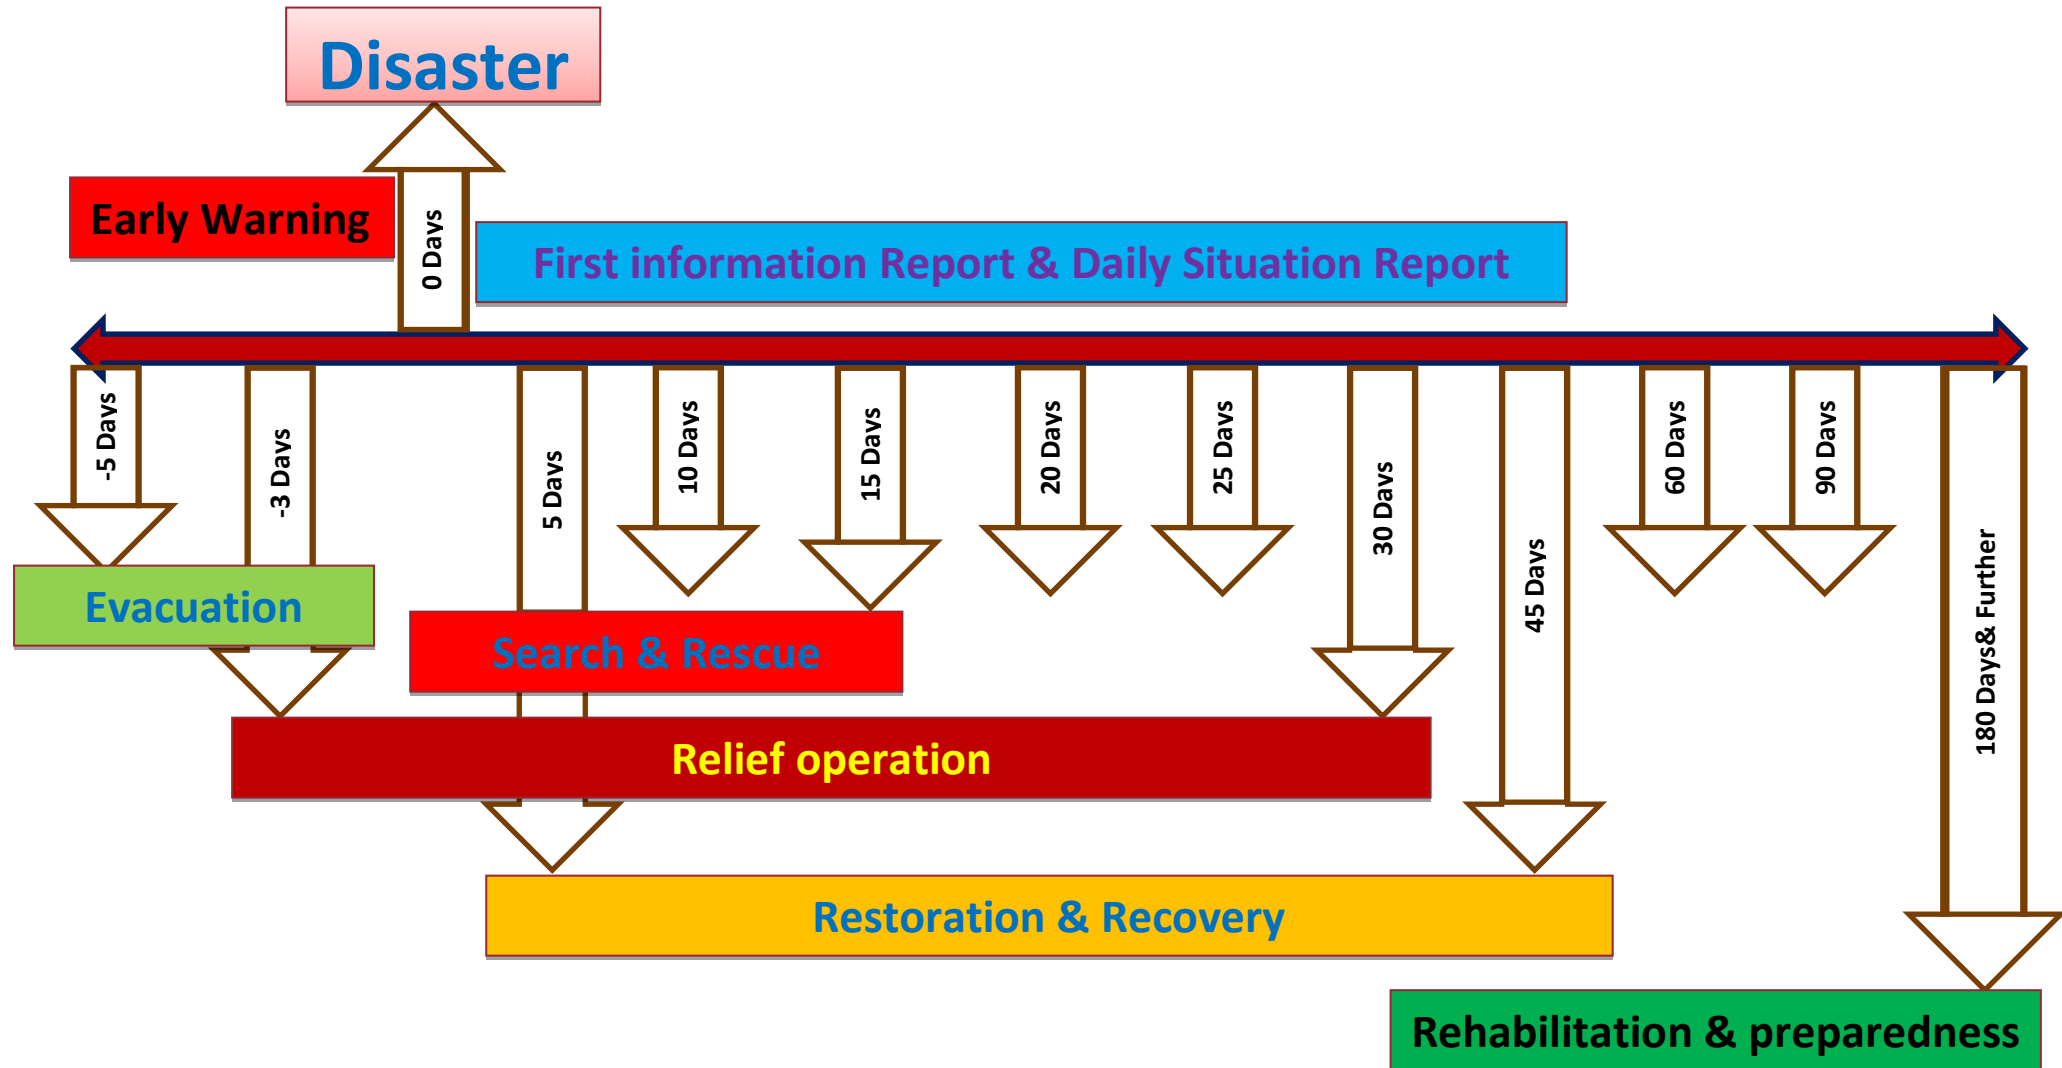 Disaster
Early Warning
0 Days
First information Report & Daily Situation Report
-5 Days
-3 Days
5 Days
10 Days
15 Days
20 Days
25 Days
30 Days
45 Days
60 Days
90 Days
180 Days& Further
Evacuation
Search & Rescue
Relief operation
Restoration & Recovery
Rehabilitation & preparedness